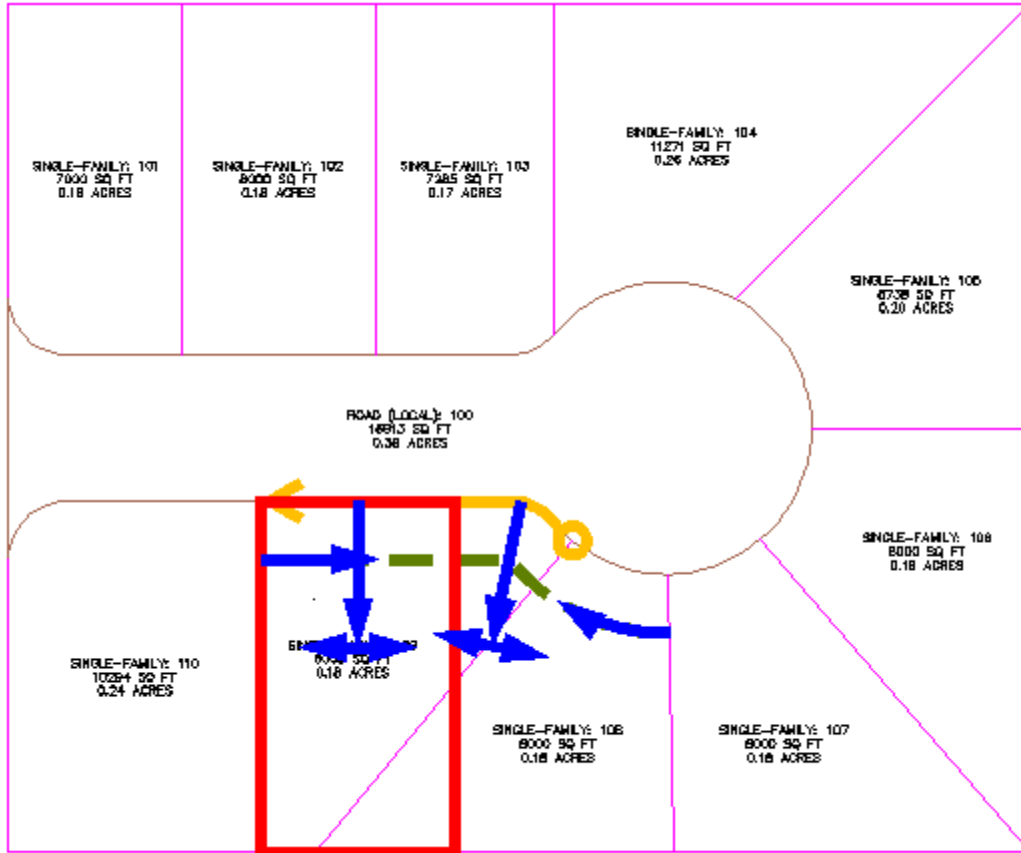 SINGLE-FAMILY: 101
7000 SQ FT
0.16 ACRES
SINGLE-FAMILY: 102
8000 SQ FT
0.18 ACRES
SINGLE-FAMILY: 103
7385 SQ FT
0.17 ACRES
SINGLE-FAMILY: 104
11271 SQ FT
0.26 ACRES
SINGLE-FAMILY: 105
8738 SQ FT
0.20 ACRES
ROAD (LOCAL): 100
SQ FT
0.38 ACRES
SINGLE-FAMILY: 106
8000 SQ FT
0.18 ACRES
SQ FT
0.18 ACRES
SINGLE-FAMILY: 110
10294 SQ FT
0.24 ACRES
SINGLE-FAMILY: 108
8000 SQ FT
0.18 ACRES
SINGLE-FAMILY: 107
8000 SQ FT
0.18 ACRES